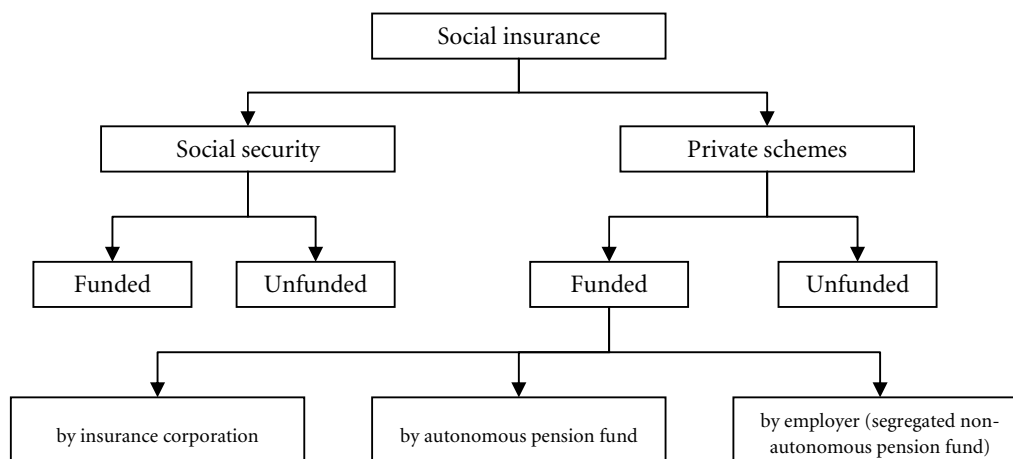 Social insurance
Social security
Private schemes
Funded
Unfunded
Funded
Unfunded
by insurance corporation
by autonomous pension fund
by employer (segregated non-
autonomous pension fund)